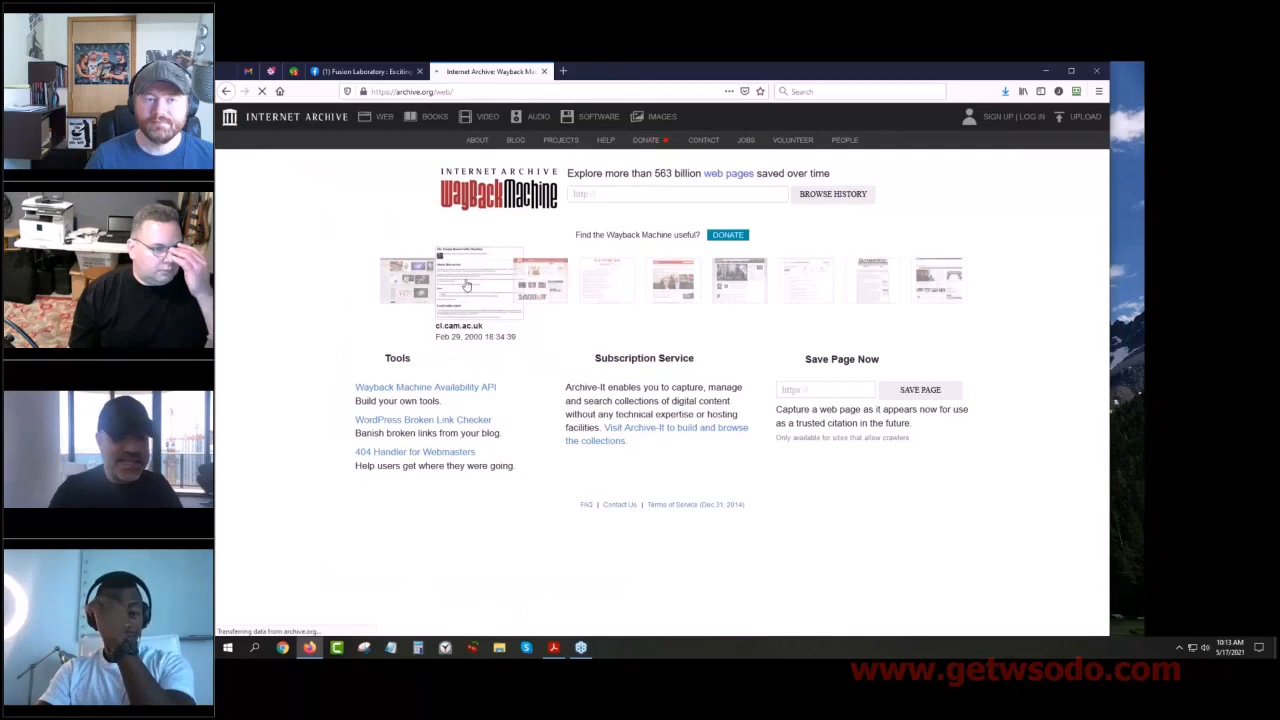 (1) Fusion Laboratory : Exciting
Internet Archive: Wayback Mac
https://archive.org/web/
Search
INTERNET ARCHIVE
WEB
BOOKS
VIDEO
AUDIO
SOFTWARE
IMAGES
SIGN UP | LOG IN
UPLOAD
ABOUT
BLOG
PROJECTS
HELP
DONATE
CONTACT
JOBS
VOLUNTEER
PEOPLE
INTERNET ARCHIVE
WayBackMachine
Explore more than 563 billion web pages saved over time
http://
BROWSE HISTORY
Find the Wayback Machine useful?
DONATE
cl.cam.ac.uk
Feb 29, 2000 18:34:39
Tools
Wayback Machine Availability API
Build your own tools.
WordPress Broken Link Checker
Banish broken links from your blog.
404 Handler for Webmasters
Help users get where they were going.
Subscription Service
Archive-It enables you to capture, manage
and search collections of digital content
without any technical expertise or hosting
facilities. Visit Archive-It to build and browse
the collections.
Save Page Now
https://
SAVE PAGE
Capture a web page as it appears now for use
as a trusted citation in the future.
Only available for sites that allow crawlers.
FAQ | Contact Us | Terms of Service (Dec 31, 2014)
Transferring data from archive.org...
10:13 AM
5/17/2021
www.getwsodo.com